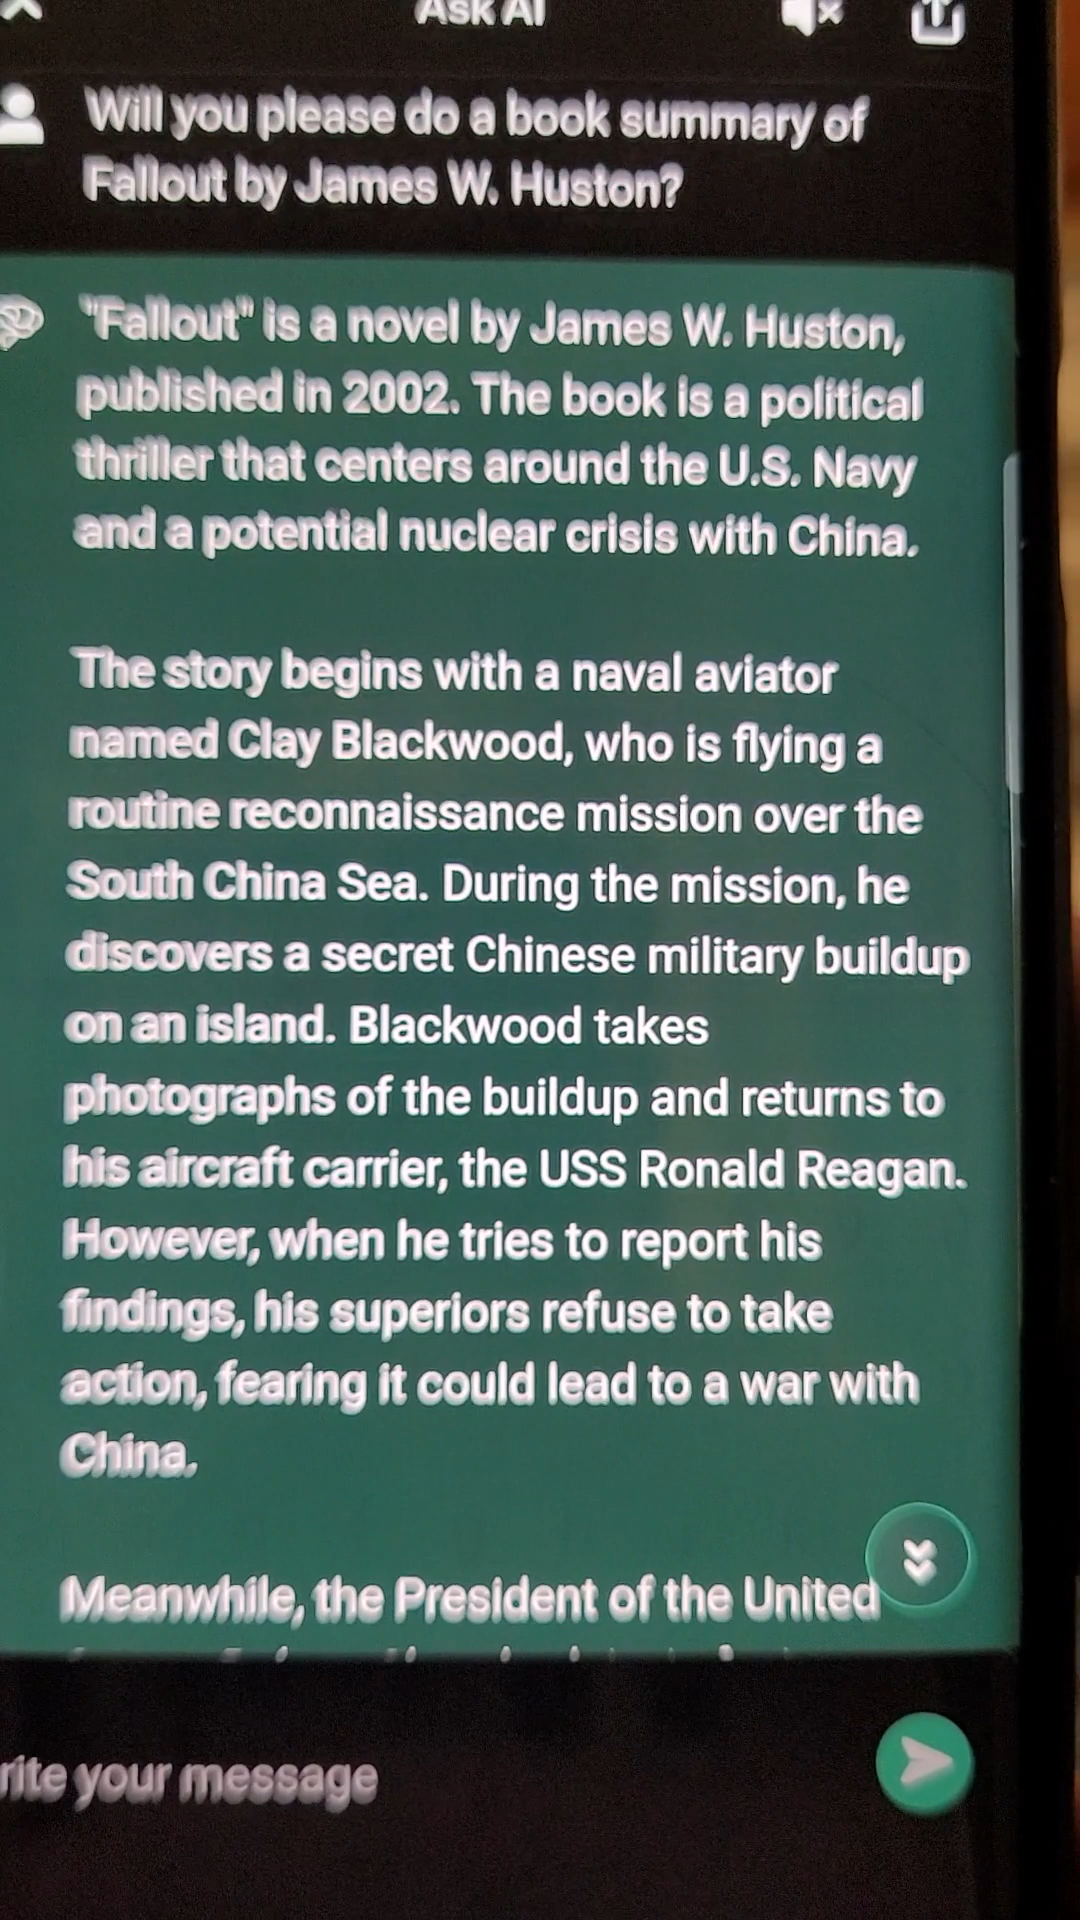 Ask AI
Will you please do a book summary of
Fallout by James W. Huston?
"Fallout" is a novel by James W. Huston,
published in 2002. The book is a political
thriller that centers around the U.S. Navy
and a potential nuclear crisis with China.
The story begins with a naval aviator
named Clay Blackwood, who is flying a
routine reconnaissance mission over the
South China Sea. During the mission, he
discovers a secret Chinese military buildup
on an island. Blackwood takes
photographs of the buildup and returns to
his aircraft carrier, the USS Ronald Reagan.
However, when he tries to report his
findings, his superiors refuse to take
action, fearing it could lead to a war with
China.
Meanwhile, the President of the United
rite your message